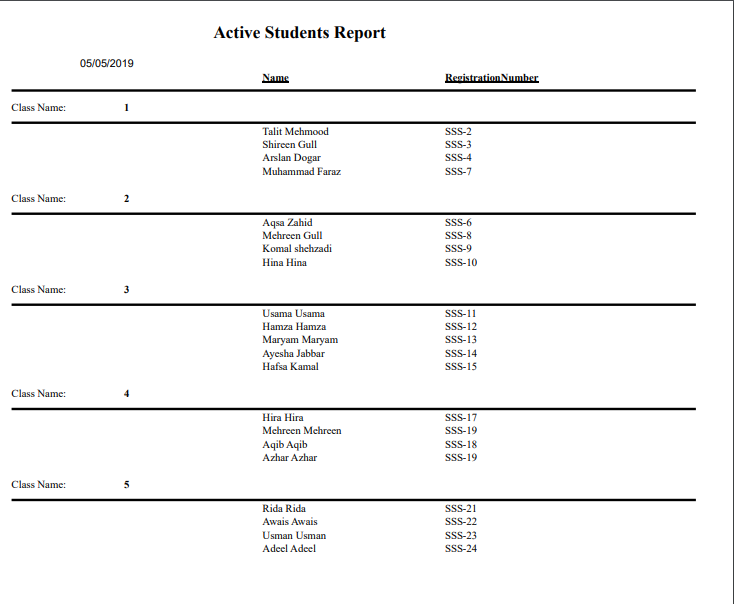 Active Students Report
05/05/2019
Name RegistrationNumber
Class Name: 1
Talit Mehmood SSS-2
Shireen Gull SSS-3
Arslan Dogar SSS-4
Muhammad Faraz SSS-7
Class Name: 2
Aqsa Zahid SSS-6
Mehreen Gull SSS-8
Komal shehzadi SSS-9
Hina Hina SSS-10
Class Name: 3
Usama Usama SSS-11
Hamza Hamza SSS-12
Maryam Maryam SSS-13
Ayesha Jabbar SSS-14
Hafsa Kamal SSS-15
Class Name: 4
Hira Hira SSS-17
Mehreen Mehreen SSS-19
Aqib Aqib SSS-18
Azhar Azhar SSS-19
Class Name: 5
Rida Rida SSS-21
Awais Awais SSS-22
Usman Usman SSS-23
Adeel Adeel SSS-24